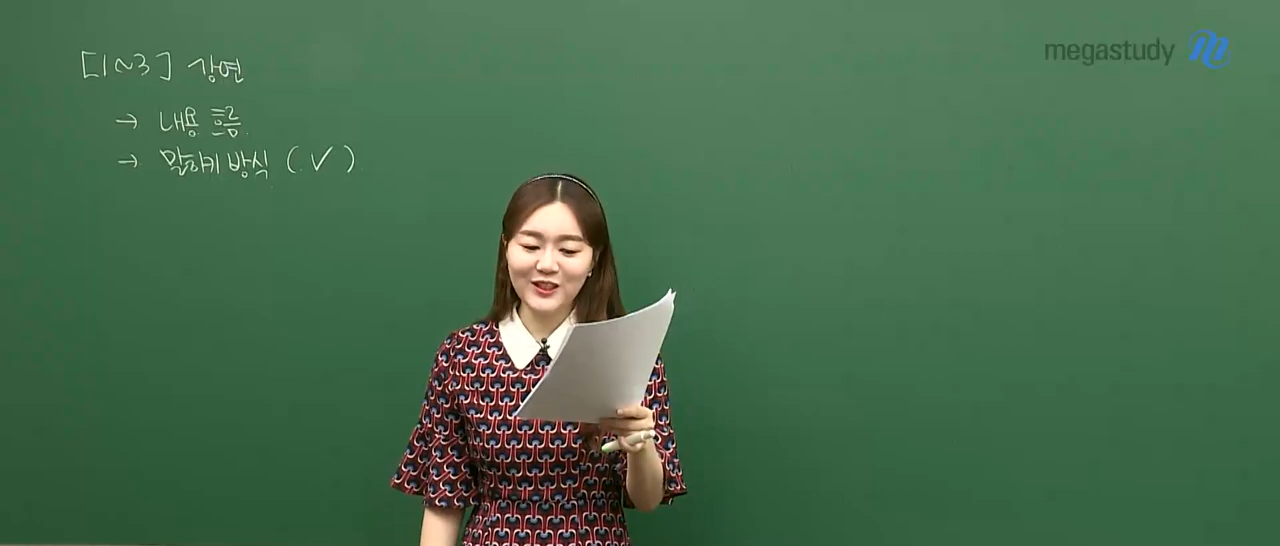 [1~3] 강연
→ 내용 흐름
→ 말하기 방식 (✓)
megastudy